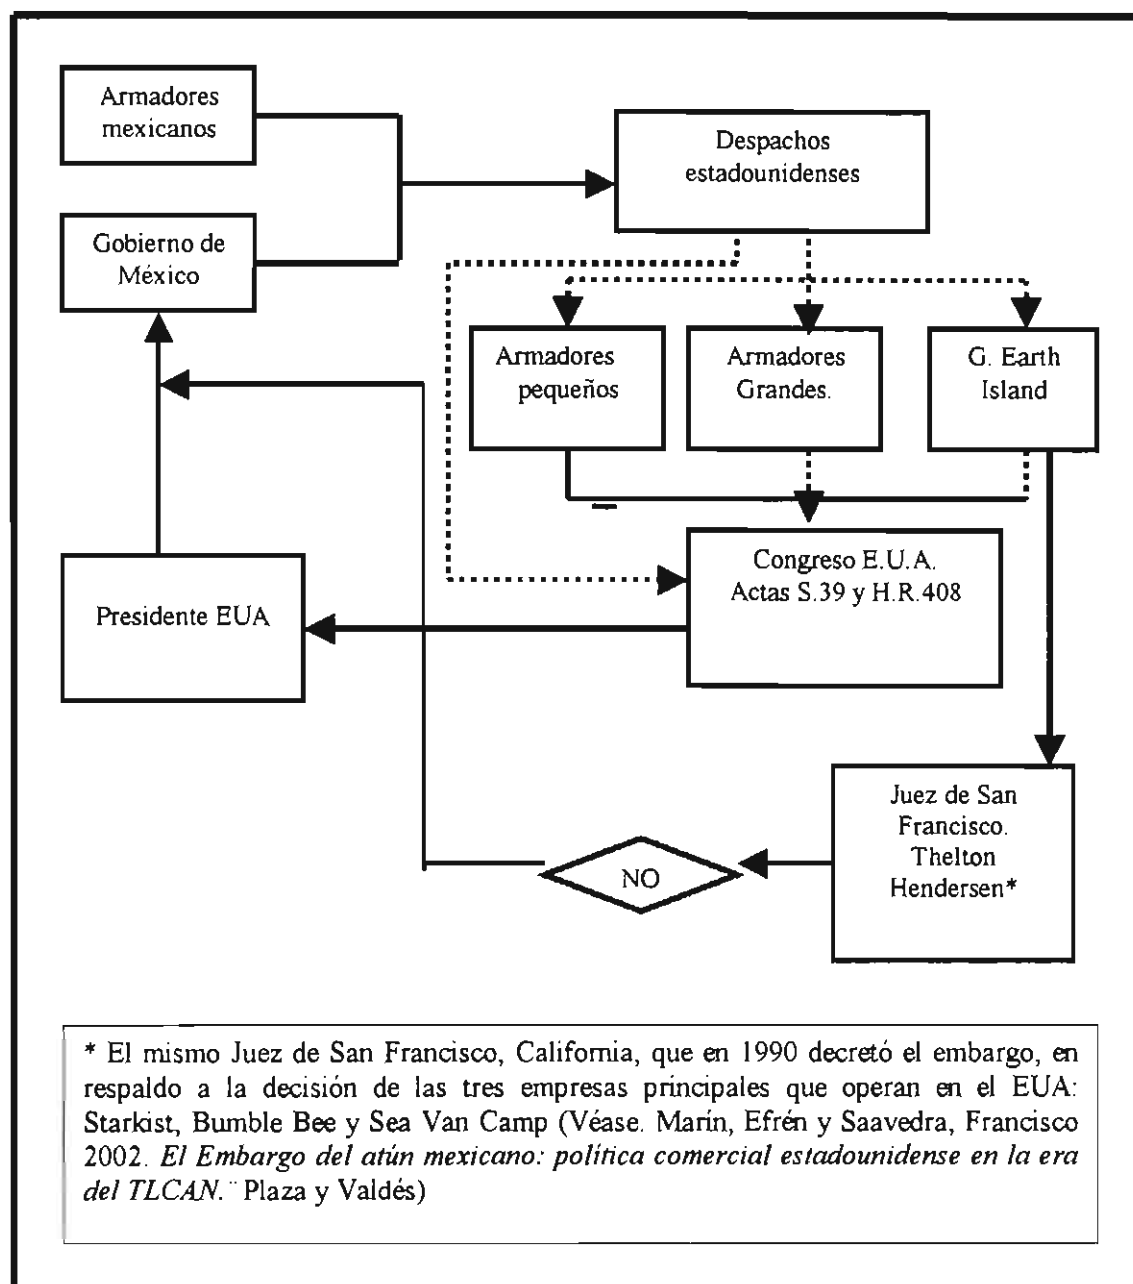 Armadores
mexicanos
Despachos
estadounidenses
Gobierno de
México
Armadores
pequeños
Armadores
Grandes.
G. Earth
Island
Congreso E.U.A.
Actas S.39 y H.R.408
Presidente EUA
Juez de San
Francisco.
Thelton
Hendersen*
NO
* El mismo Juez de San Francisco, California, que en 1990 decretó el embargo, en
respaldo a la decisión de las tres empresas principales que operan en el EUA:
Starkist, Bumble Bee y Sea Van Camp (Véase. Marín, Efrén y Saavedra, Francisco
2002. El Embargo del atún mexicano: política comercial estadounidense en la era
del TLCAN.¨ Plaza y Valdés)